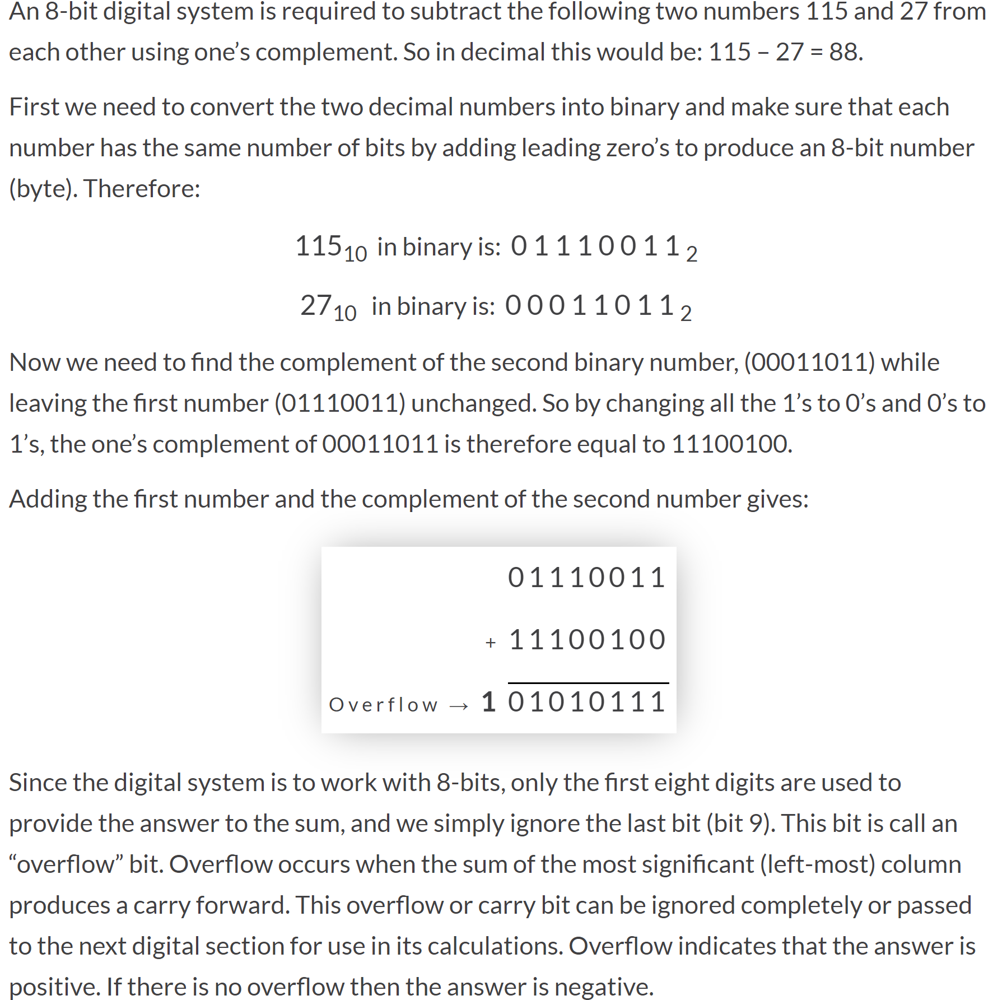 An 8-bit digital system is required to subtract the following two numbers 115 and 27 from
each other using one’s complement. So in decimal this would be: 115 – 27 = 88.
First we need to convert the two decimal numbers into binary and make sure that each
number has the same number of bits by adding leading zero’s to produce an 8-bit number
(byte). Therefore:
115₁₀ in binary is: 0 1 1 1 0 0 1 1 ₂
27₁₀ in binary is: 0 0 0 1 1 0 1 1 ₂
Now we need to find the complement of the second binary number, (00011011) while
leaving the first number (01110011) unchanged. So by changing all the 1’s to 0’s and 0’s to
1’s, the one’s complement of 00011011 is therefore equal to 11100100.
Adding the first number and the complement of the second number gives:
01110011
+ 11100100
Overflow → 1 01010111
Since the digital system is to work with 8-bits, only the first eight digits are used to
provide the answer to the sum, and we simply ignore the last bit (bit 9). This bit is call an
“overflow” bit. Overflow occurs when the sum of the most significant (left-most) column
produces a carry forward. This overflow or carry bit can be ignored completely or passed
to the next digital section for use in its calculations. Overflow indicates that the answer is
positive. If there is no overflow then the answer is negative.